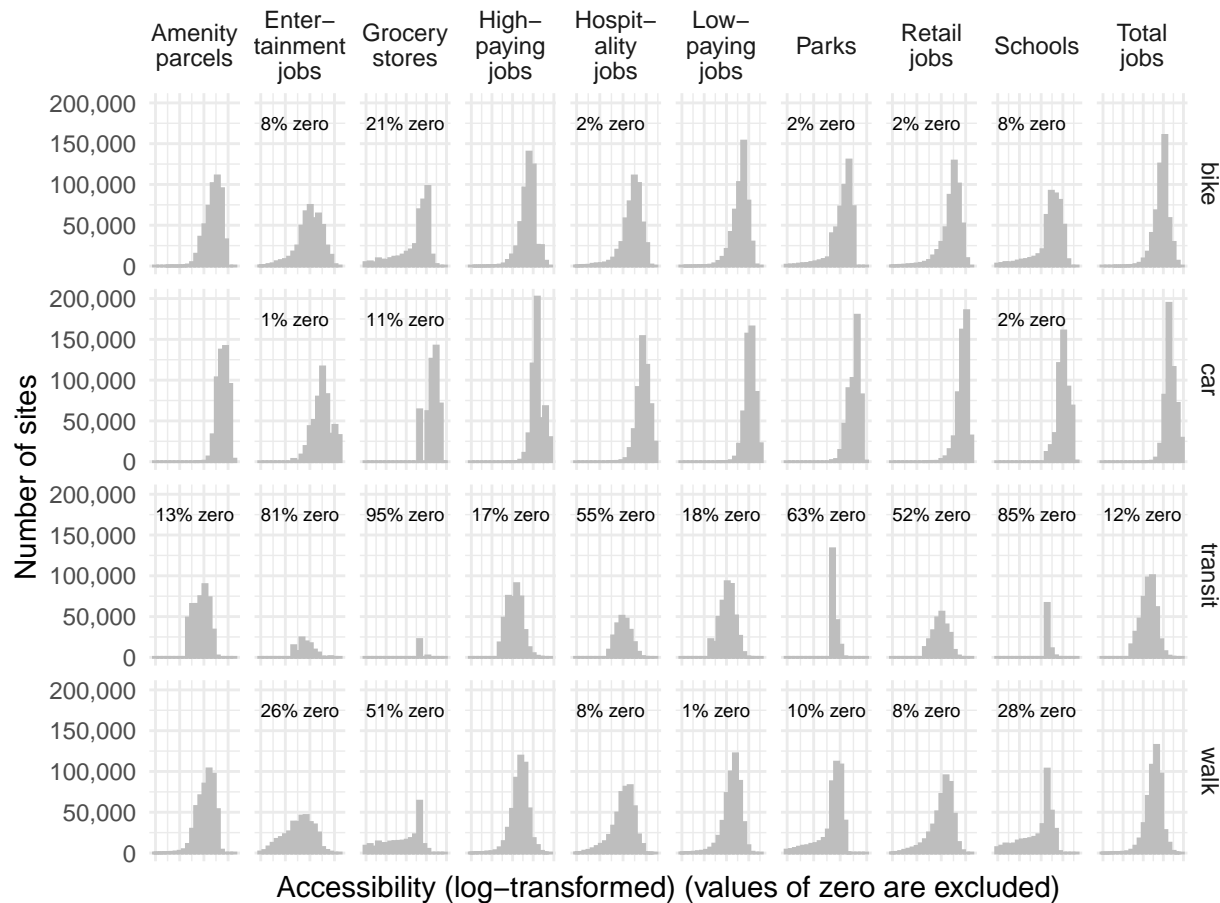 Amenity
parcels
Enter–
tainment
jobs
Grocery
stores
High–
paying
jobs
Hospit–
ality
jobs
Low–
paying
jobs
Parks
Retail
jobs
Schools
Total
jobs
Number of sites
200,000
150,000
100,000
50,000
0
8% zero
21% zero
2% zero
2% zero
2% zero
8% zero
bike
200,000
150,000
100,000
50,000
0
1% zero
11% zero
2% zero
car
200,000
150,000
100,000
50,000
0
13% zero
81% zero
95% zero
17% zero
55% zero
18% zero
63% zero
52% zero
85% zero
12% zero
transit
200,000
150,000
100,000
50,000
0
26% zero
51% zero
8% zero
1% zero
10% zero
8% zero
28% zero
walk
Accessibility (log–transformed) (values of zero are excluded)